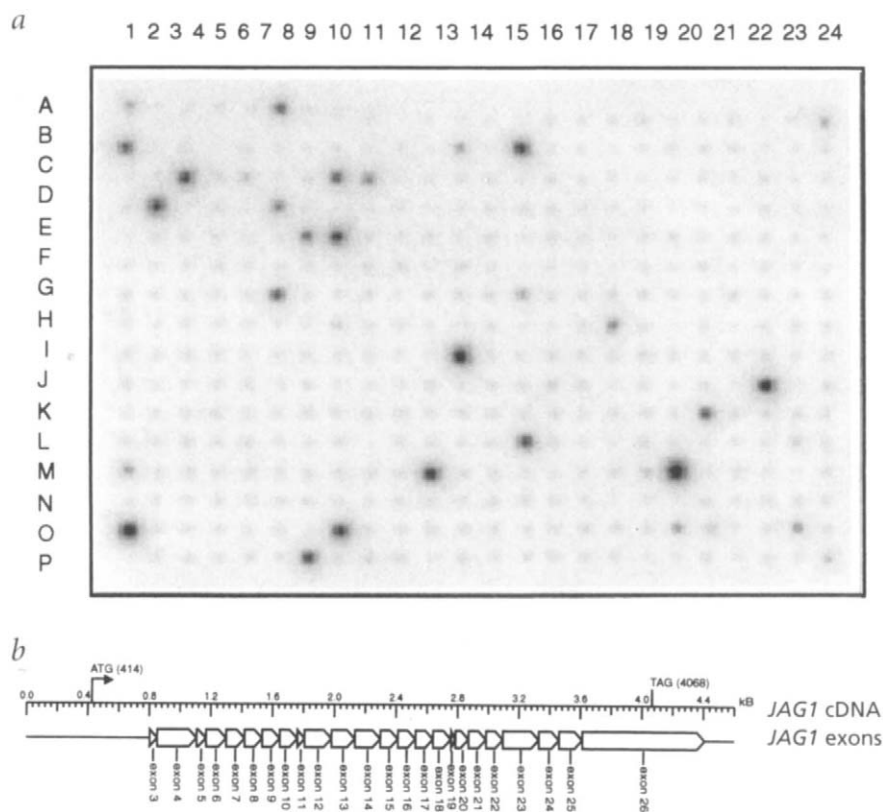 a
1 2 3 4 5 6 7 8 9 10 11 12 13 14 15 16 17 18 19 20 21 22 23 24
A
B
C
D
E
F
G
H
I
J
K
L
M
N
O
P
b
ATG (414)
TAG (4068)
0.0 0.4 0.8 1.2 1.6 2.0 2.4 2.8 3.2 3.6 4.0 4.4 kB
JAG1 cDNA
JAG1 exons
exon 3
exon 4
exon 5
exon 6
exon 7
exon 8
exon 9
exon 10
exon 11
exon 12
exon 13
exon 14
exon 15
exon 16
exon 17
exon 18
exon 19
exon 20
exon 21
exon 22
exon 23
exon 24
exon 25
exon 26